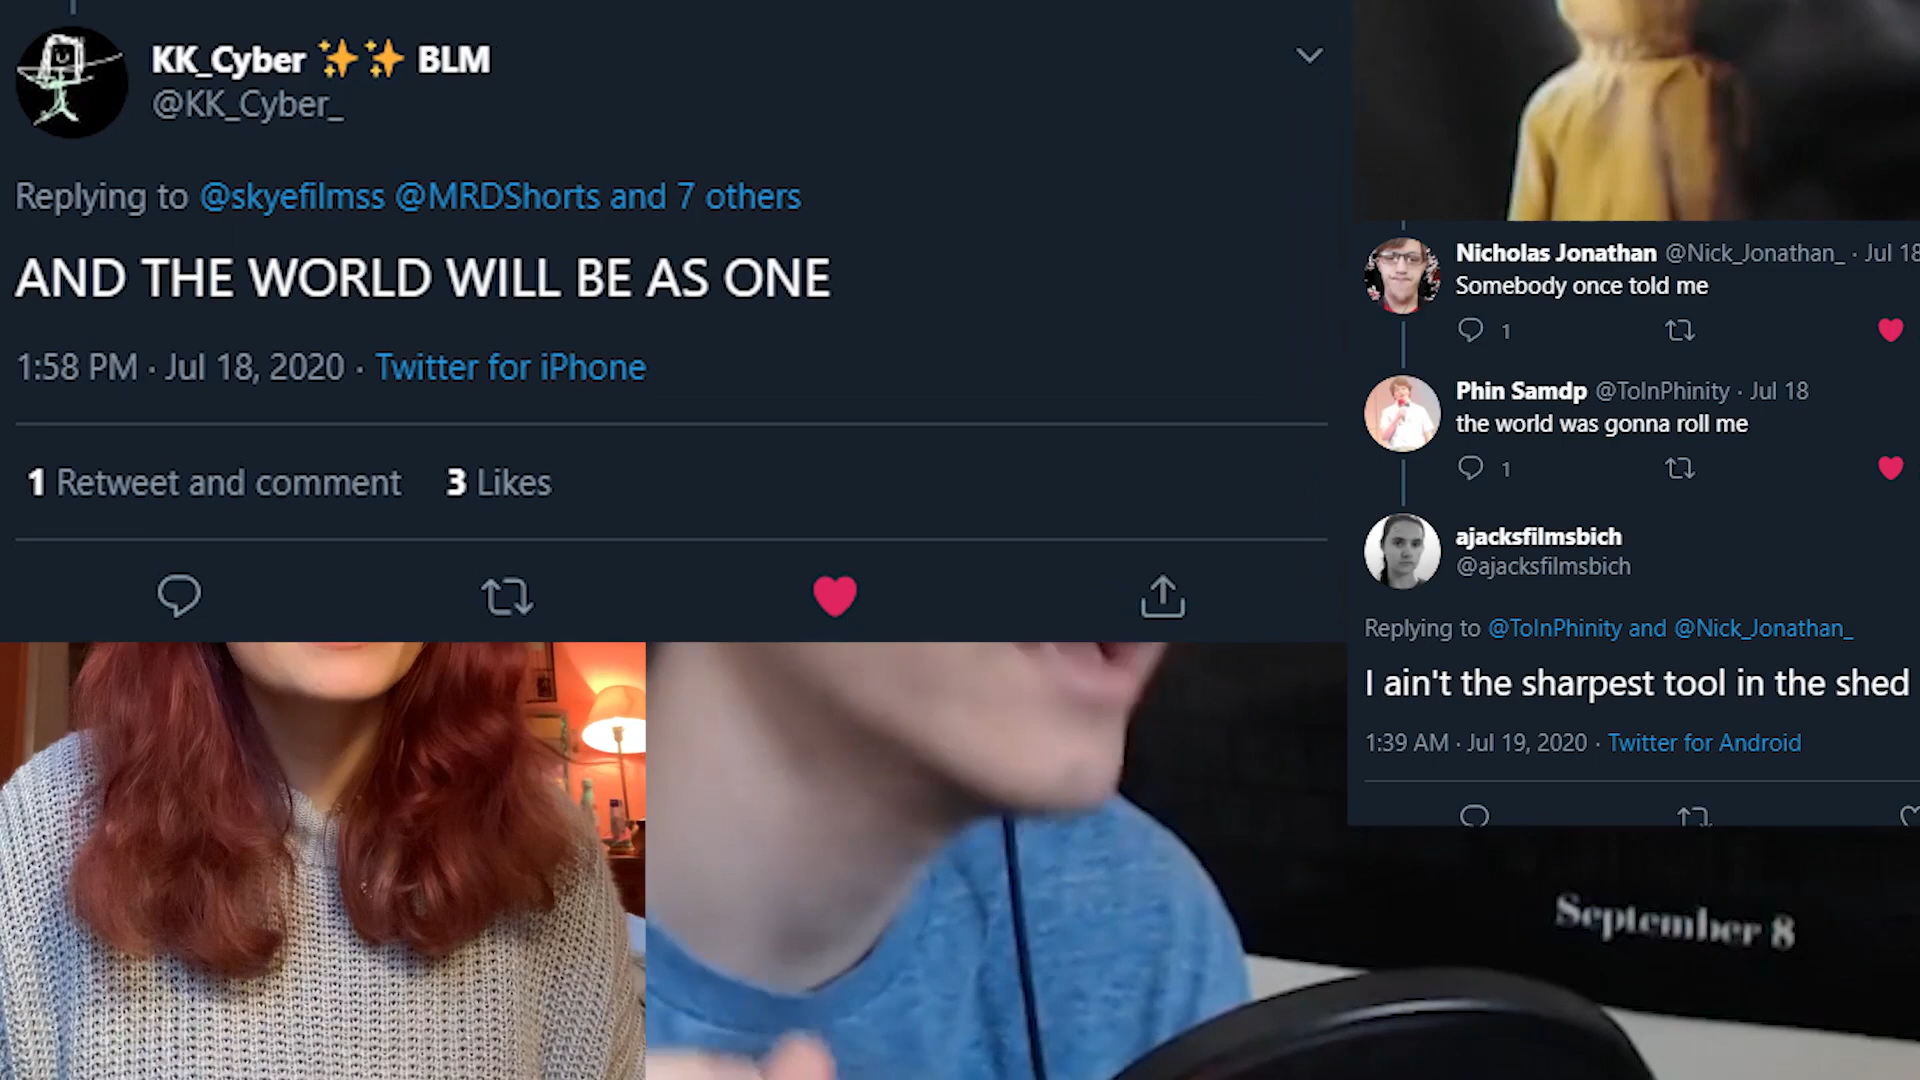 KK_Cyber ✨✨ BLM
@KK_Cyber_
Replying to @skyefilmss @MRDShorts and 7 others
AND THE WORLD WILL BE AS ONE
1:58 PM · Jul 18, 2020 · Twitter for iPhone
1 Retweet and comment 3 Likes
Nicholas Jonathan @Nick_Jonathan_ · Jul 18
Somebody once told me
1
Phin Samdp @ToInPhinity · Jul 18
the world was gonna roll me
1
ajacksfilmsbich
@ajacksfilmsbich
Replying to @ToInPhinity and @Nick_Jonathan_
I ain't the sharpest tool in the shed
1:39 AM · Jul 19, 2020 · Twitter for Android
September 8